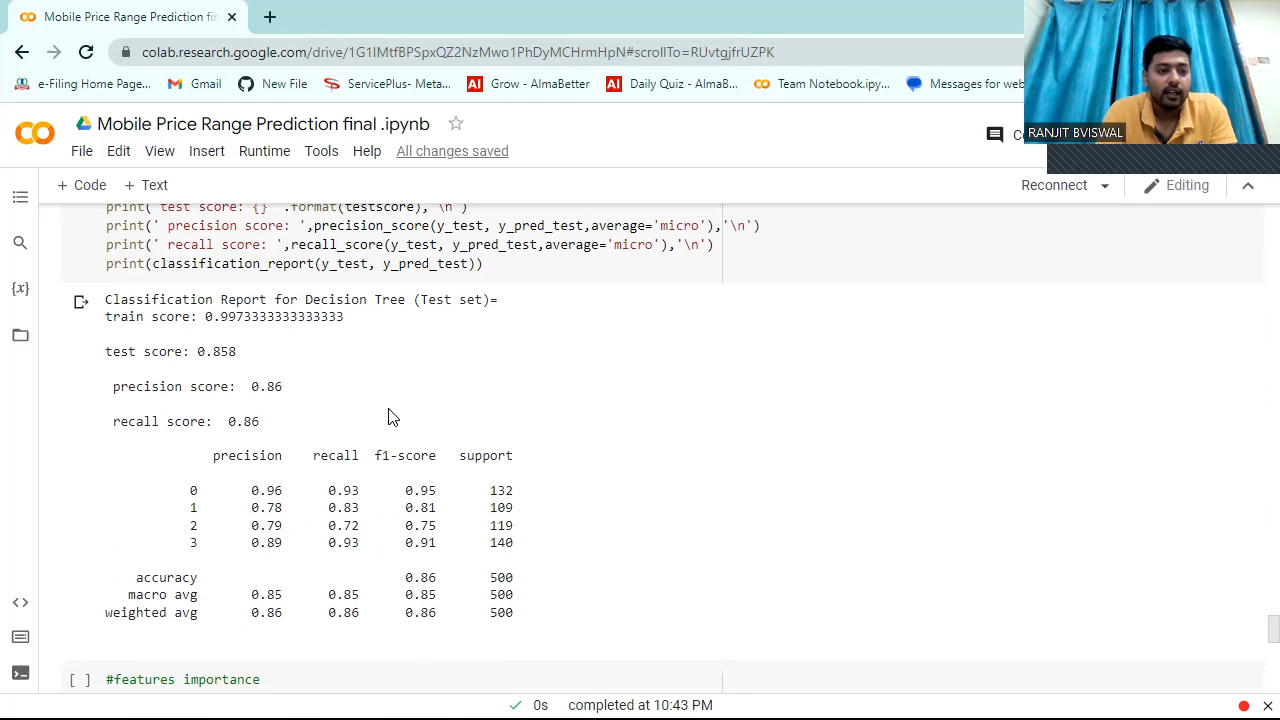 Mobile Price Range Prediction fin
colab.research.google.com/drive/1G1IMtfBPSpxQZ2NzMwo1PhDyMCHrmHpN#scrollTo=RUvtgjfrUZPK
e-Filing Home Page...
Gmail
New File
ServicePlus- Meta...
AI Grow - AlmaBetter
AI Daily Quiz - AlmaB...
Team Notebook.ipy...
Messages for web
RANJIT BVISWAL
CO
Mobile Price Range Prediction final .ipynb
File Edit View Insert Runtime Tools Help All changes saved
+ Code + Text
Reconnect
Editing
print( test score: {} .format(testscore), \n )
print(' precision score: ',precision_score(y_test, y_pred_test,average='micro'),'\n')
print(' recall score: ',recall_score(y_test, y_pred_test,average='micro'),'\n')
print(classification_report(y_test, y_pred_test))
Classification Report for Decision Tree (Test set)=
train score: 0.9973333333333333
test score: 0.858
precision score: 0.86
recall score: 0.86
precision recall f1-score support
0 0.96 0.93 0.95 132
1 0.78 0.83 0.81 109
2 0.79 0.72 0.75 119
3 0.89 0.93 0.91 140
accuracy 0.86 500
macro avg 0.85 0.85 0.85 500
weighted avg 0.86 0.86 0.86 500
{x}
<>
[ ] #features importance
0s completed at 10:43 PM